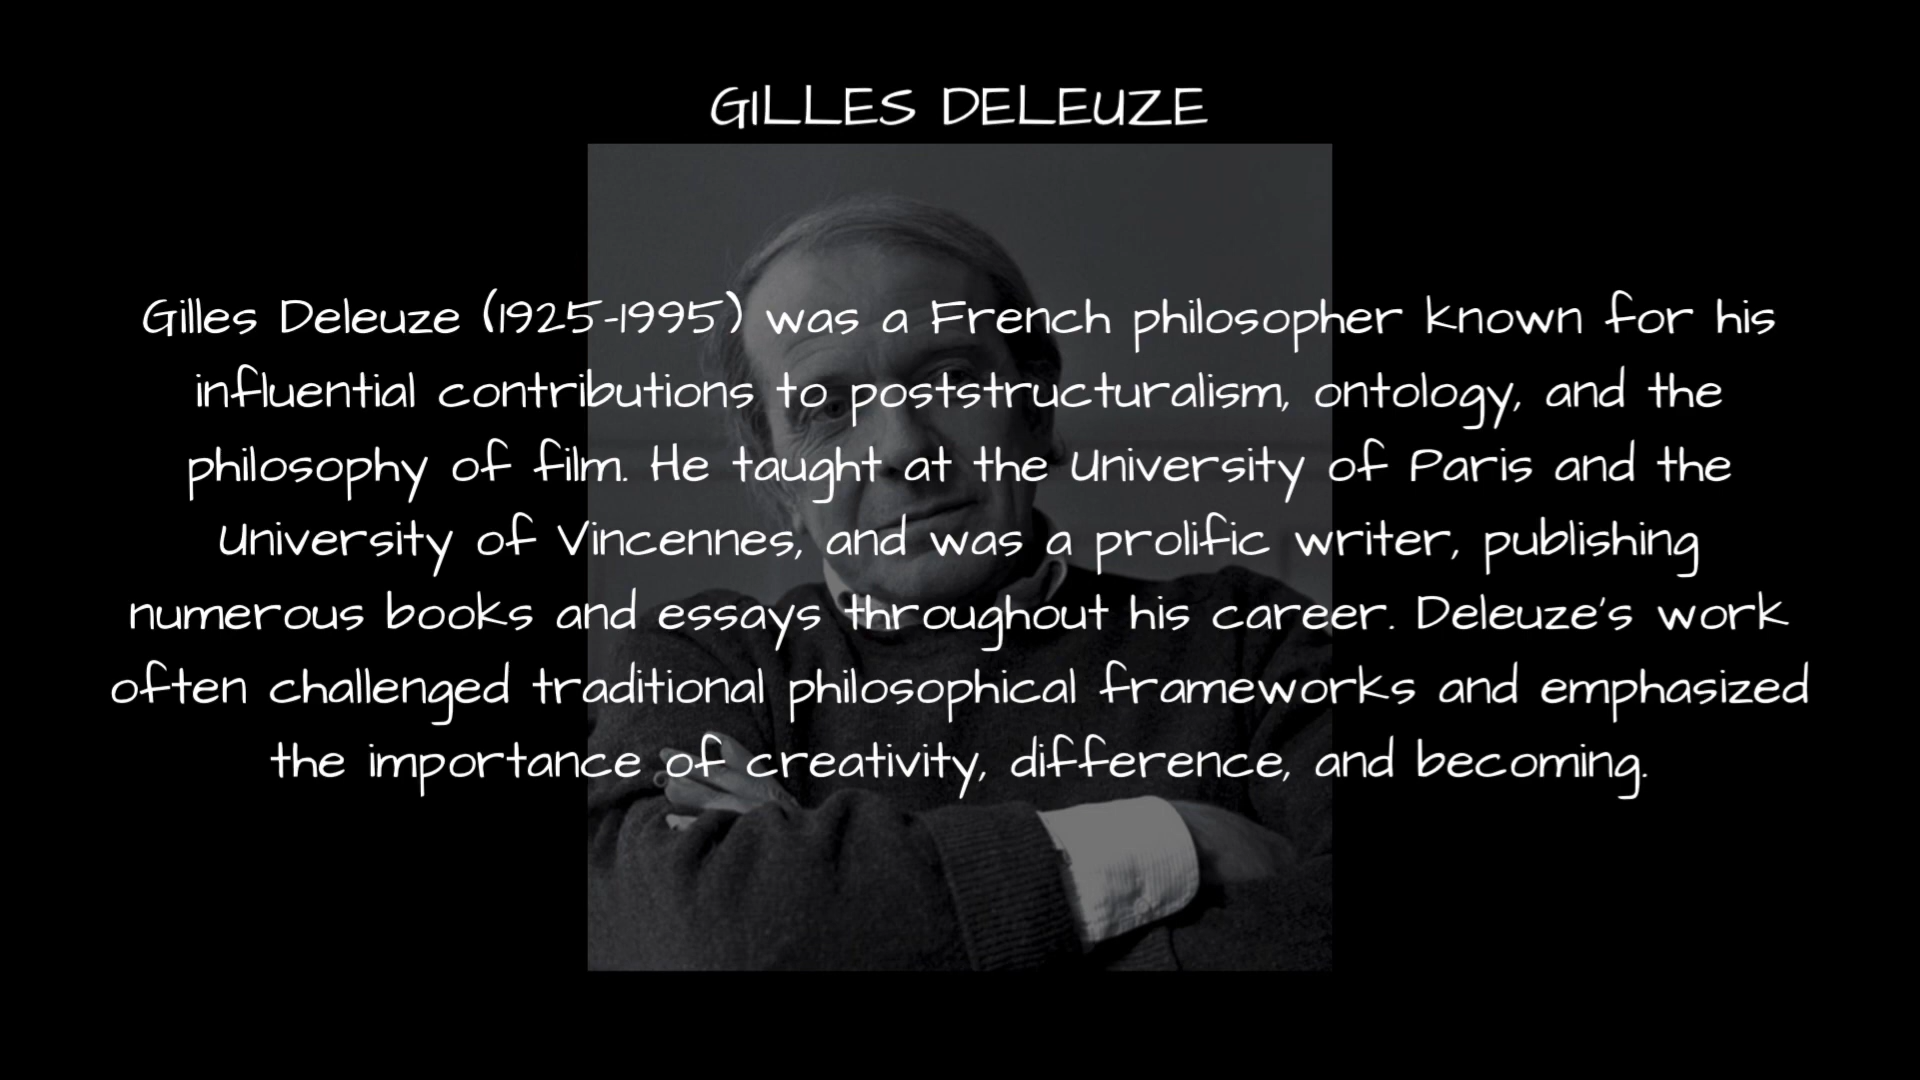 GILLES DELEUZE
Gilles Deleuze (1925-1995) was a French philosopher known for his
influential contributions to poststructuralism, ontology, and the
philosophy of film. He taught at the University of Paris and the
University of Vincennes, and was a prolific writer, publishing
numerous books and essays throughout his career. Deleuze's work
often challenged traditional philosophical frameworks and emphasized
the importance of creativity, difference, and becoming.